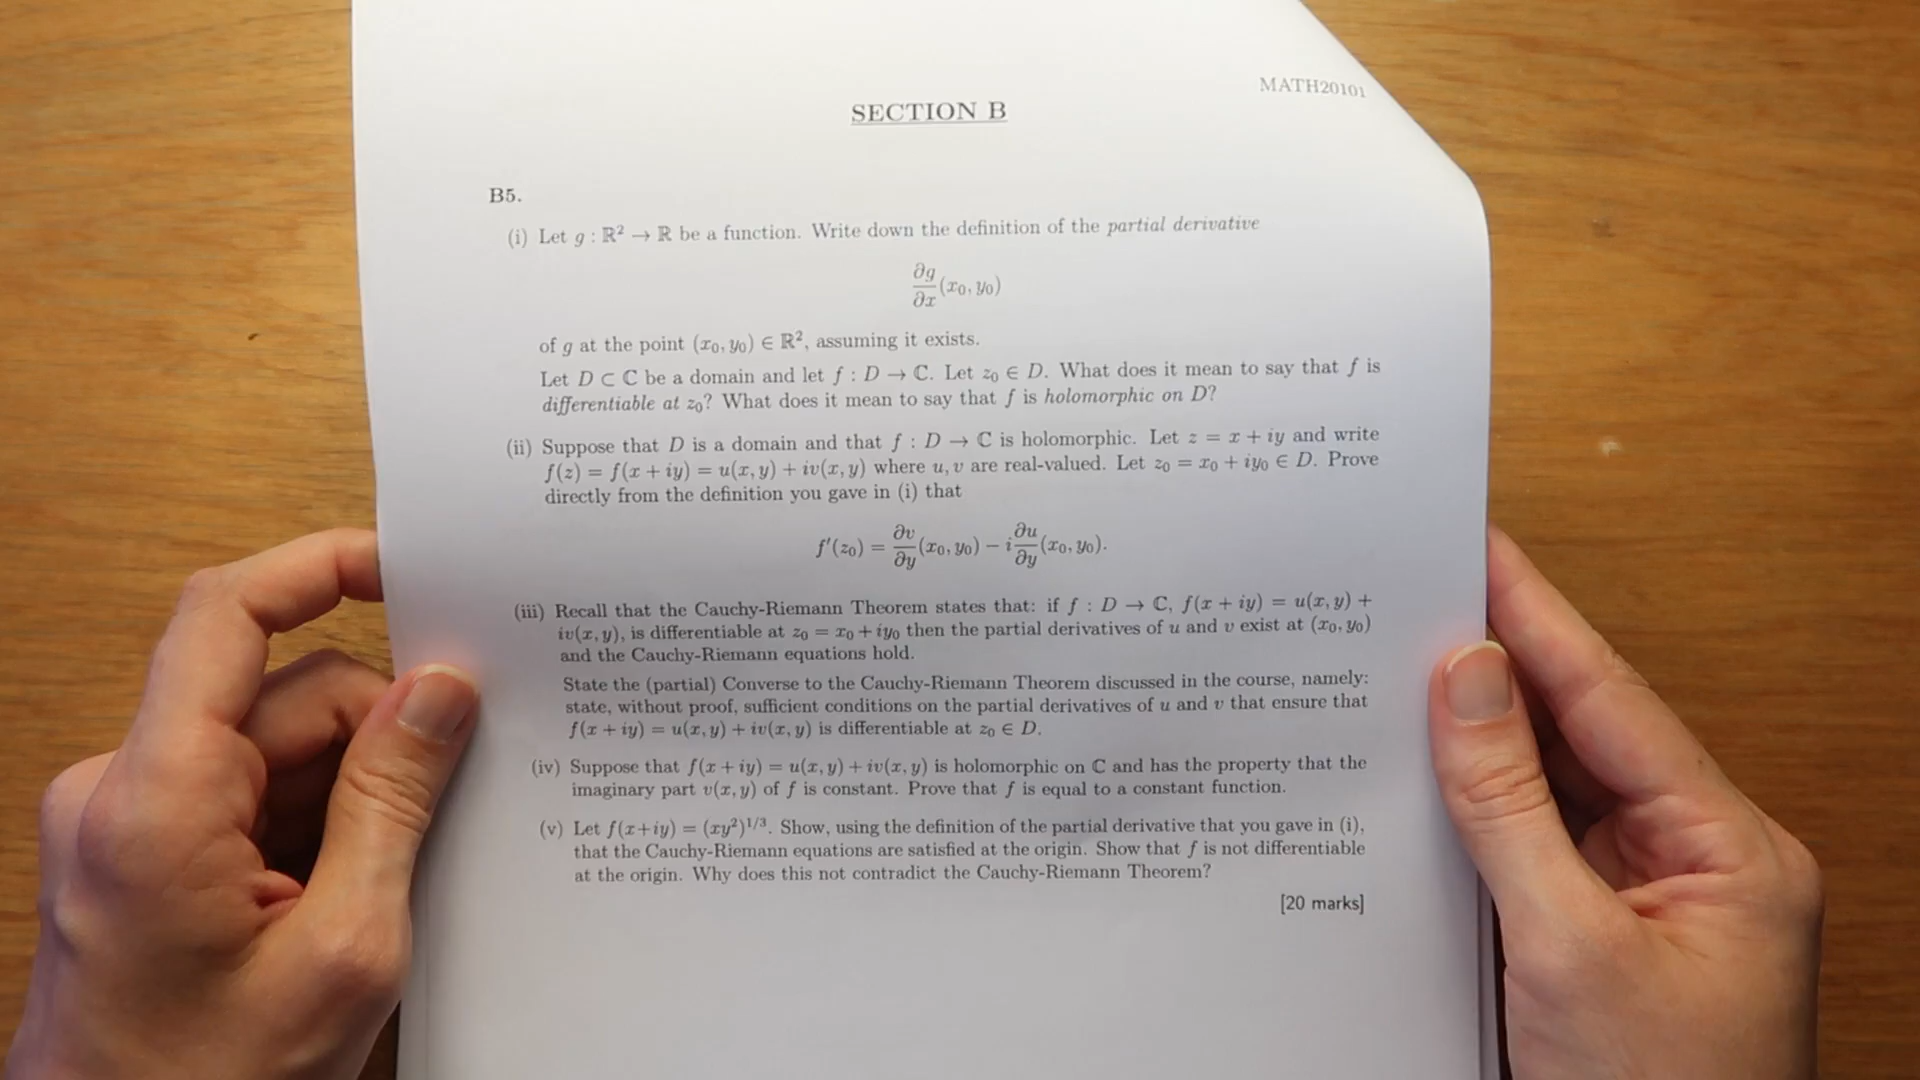 MATH20101
SECTION B
B5.
(i) Let g : ℝ² → ℝ be a function. Write down the definition of the partial derivative
∂g/∂x (x₀, y₀)
of g at the point (x₀, y₀) ∈ ℝ², assuming it exists.
Let D ⊂ ℂ be a domain and let f : D → ℂ. Let z₀ ∈ D. What does it mean to say that f is
differentiable at z₀? What does it mean to say that f is holomorphic on D?
(ii) Suppose that D is a domain and that f : D → ℂ is holomorphic. Let z = x + iy and write
f(z) = f(x + iy) = u(x, y) + iv(x, y) where u, v are real-valued. Let z₀ = x₀ + iy₀ ∈ D. Prove
directly from the definition you gave in (i) that
f′(z₀) = ∂v/∂y (x₀, y₀) − i ∂u/∂y (x₀, y₀).
(iii) Recall that the Cauchy-Riemann Theorem states that: if f : D → ℂ, f(x + iy) = u(x, y) +
iv(x, y), is differentiable at z₀ = x₀ + iy₀ then the partial derivatives of u and v exist at (x₀, y₀)
and the Cauchy-Riemann equations hold.
State the (partial) Converse to the Cauchy-Riemann Theorem discussed in the course, namely:
state, without proof, sufficient conditions on the partial derivatives of u and v that ensure that
f(x + iy) = u(x, y) + iv(x, y) is differentiable at z₀ ∈ D.
(iv) Suppose that f(x + iy) = u(x, y) + iv(x, y) is holomorphic on ℂ and has the property that the
imaginary part v(x, y) of f is constant. Prove that f is equal to a constant function.
(v) Let f(x+iy) = (xy²)^1/3. Show, using the definition of the partial derivative that you gave in (i),
that the Cauchy-Riemann equations are satisfied at the origin. Show that f is not differentiable
at the origin. Why does this not contradict the Cauchy-Riemann Theorem?
[20 marks]